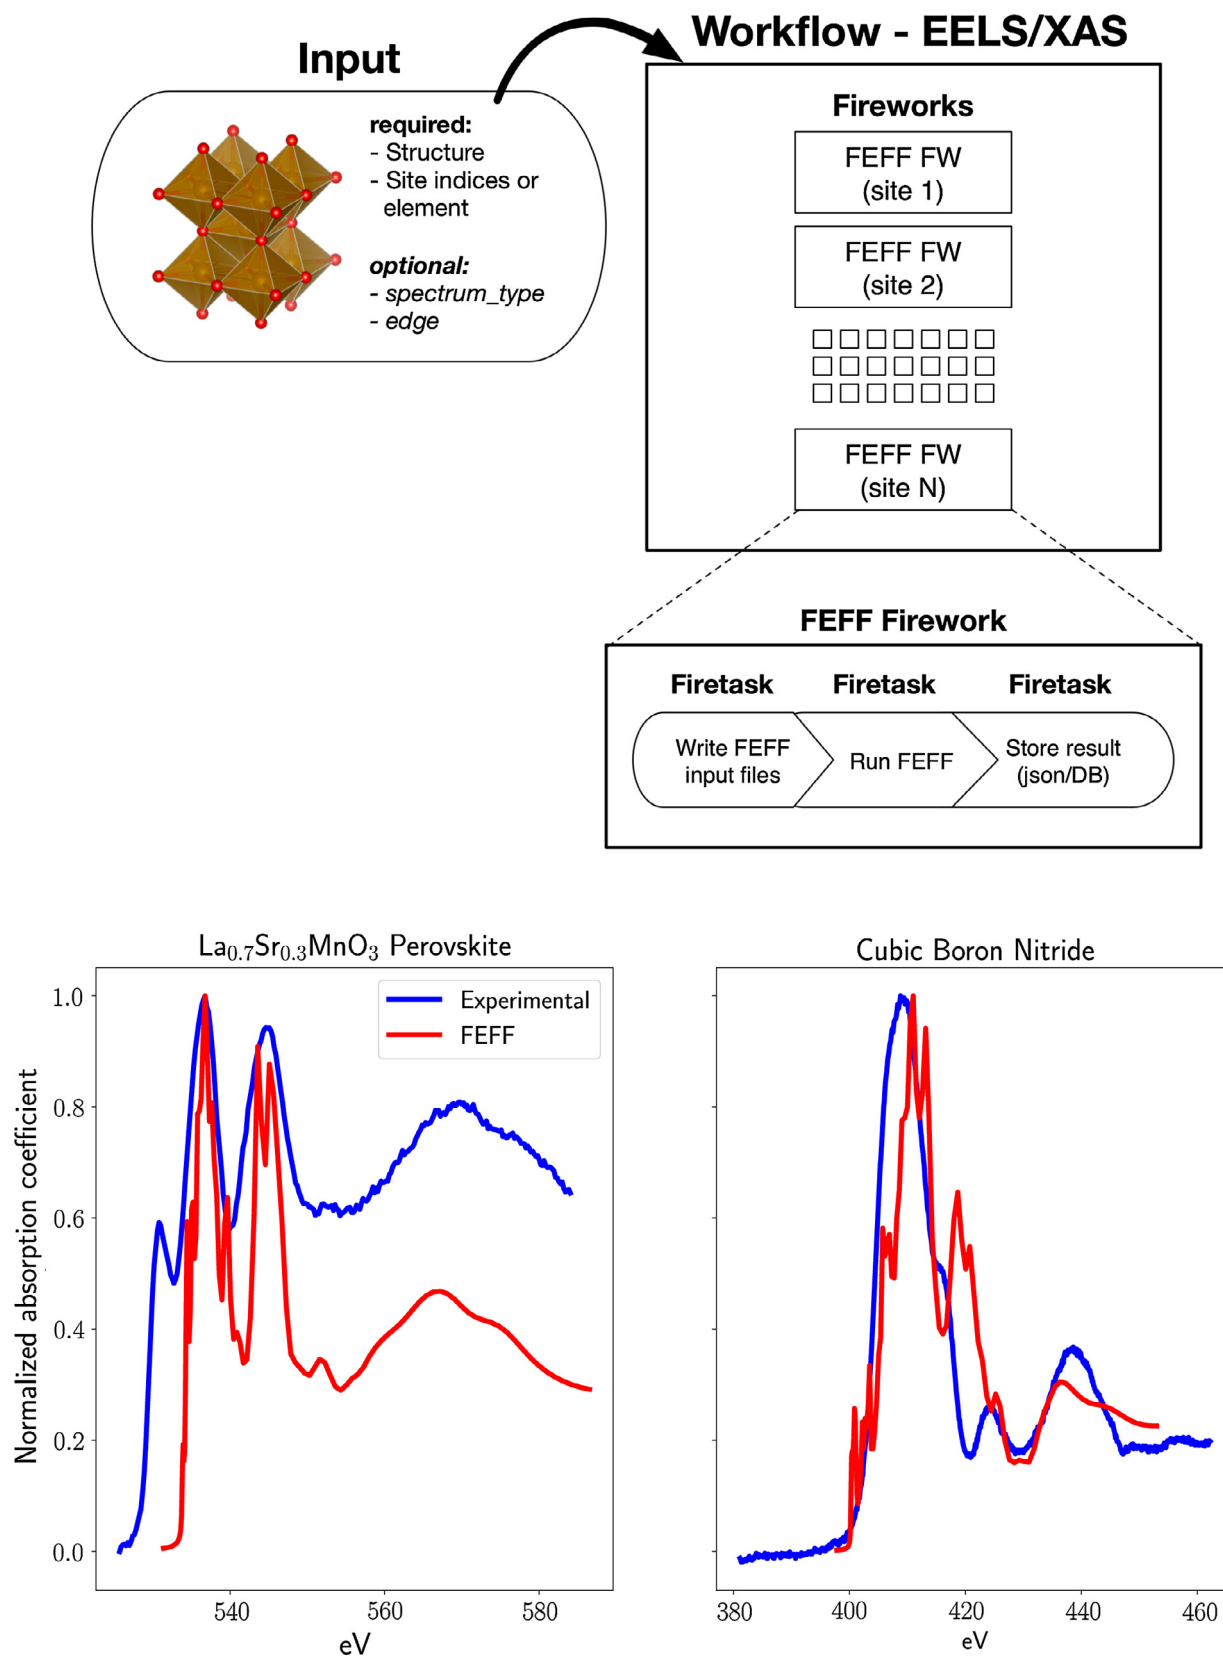 Input
Workflow - EELS/XAS
required:
- Structure
- Site indices or
element
optional:
- spectrum_type
- edge
Fireworks
FEFF FW
(site 1)
FEFF FW
(site 2)
FEFF FW
(site N)
FEFF Firework
Firetask Firetask Firetask
Write FEFF
input files
Run FEFF
Store result
(json/DB)
La0.7Sr0.3MnO3 Perovskite
Experimental
FEFF
Normalized absorption coefficient
1.0
0.8
0.6
0.4
0.2
0.0
540 560 580
eV
Cubic Boron Nitride
380 400 420 440 460
eV